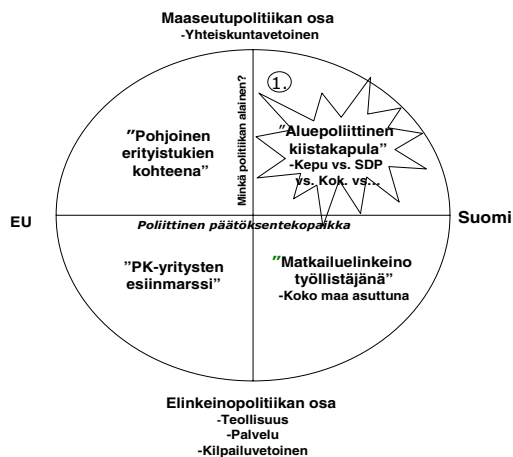 Maaseutupolitiikan osa
-Yhteiskuntavetoinen
Minkä politiikan alainen?
1.
"Pohjoinen
erityistukien
kohteena"
"Aluepoliittinen
kiistakapula"
-Kepu vs. SDP
vs. Kok. vs...
EU
Suomi
Poliittinen päätöksentekopaikka
"PK-yritysten
esiinmarssi"
"Matkailuelinkeino
työllistäjänä"
-Koko maa asuttuna
Elinkeinopolitiikan osa
-Teollisuus
-Palvelu
-Kilpailuvetoinen